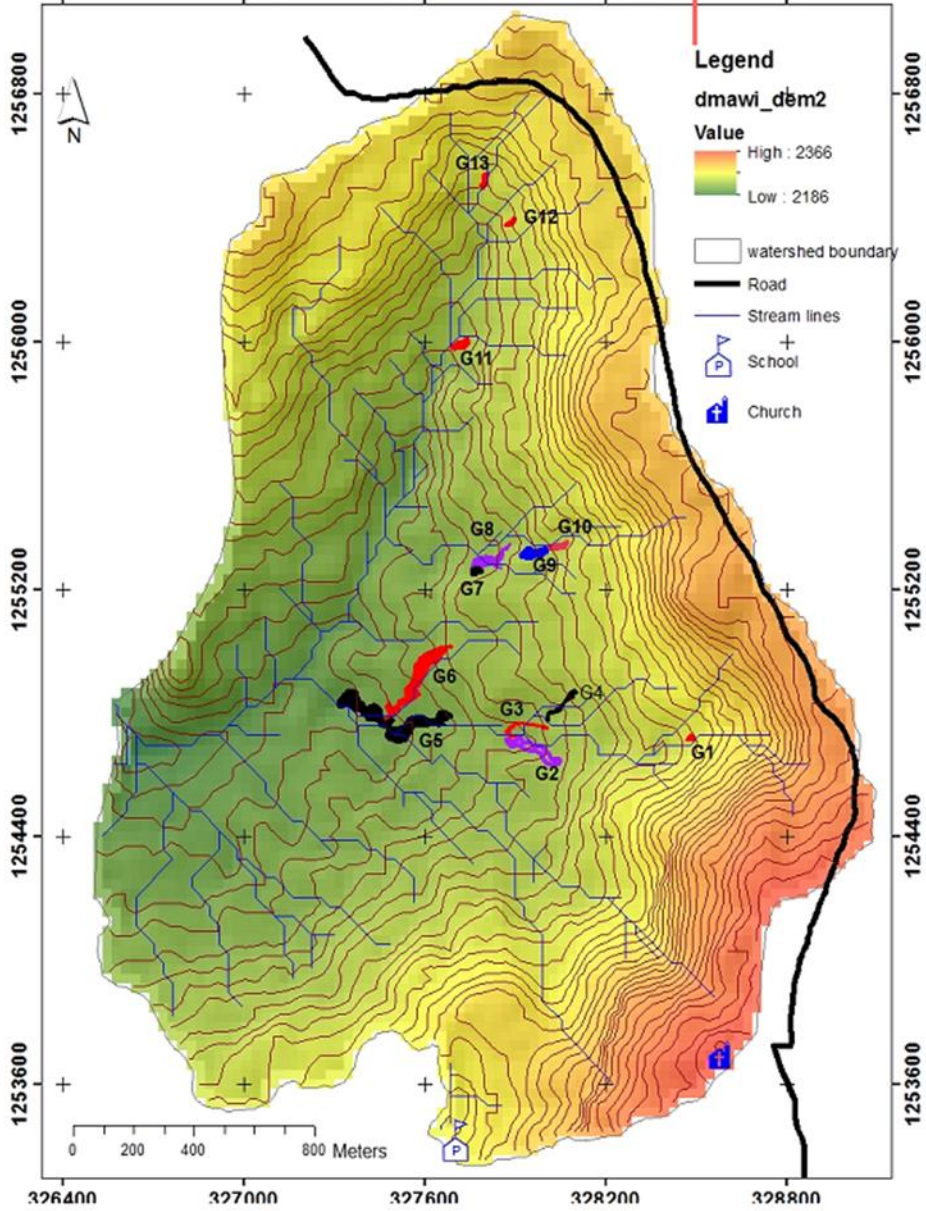 Legend
dmawi_dem2
Value
High : 2366
Low : 2186
watershed boundary
Road
Stream lines
P
School
Church
N
G13
G12
G11
G8
G10
G9
G7
G6
G4
G3
G5
G1
G2
P
0 200 400 800 Meters
1256800
1256000
1255200
1254400
1253600
1256800
1256000
1255200
1254400
1253600
326400 327000 327600 328200 328800